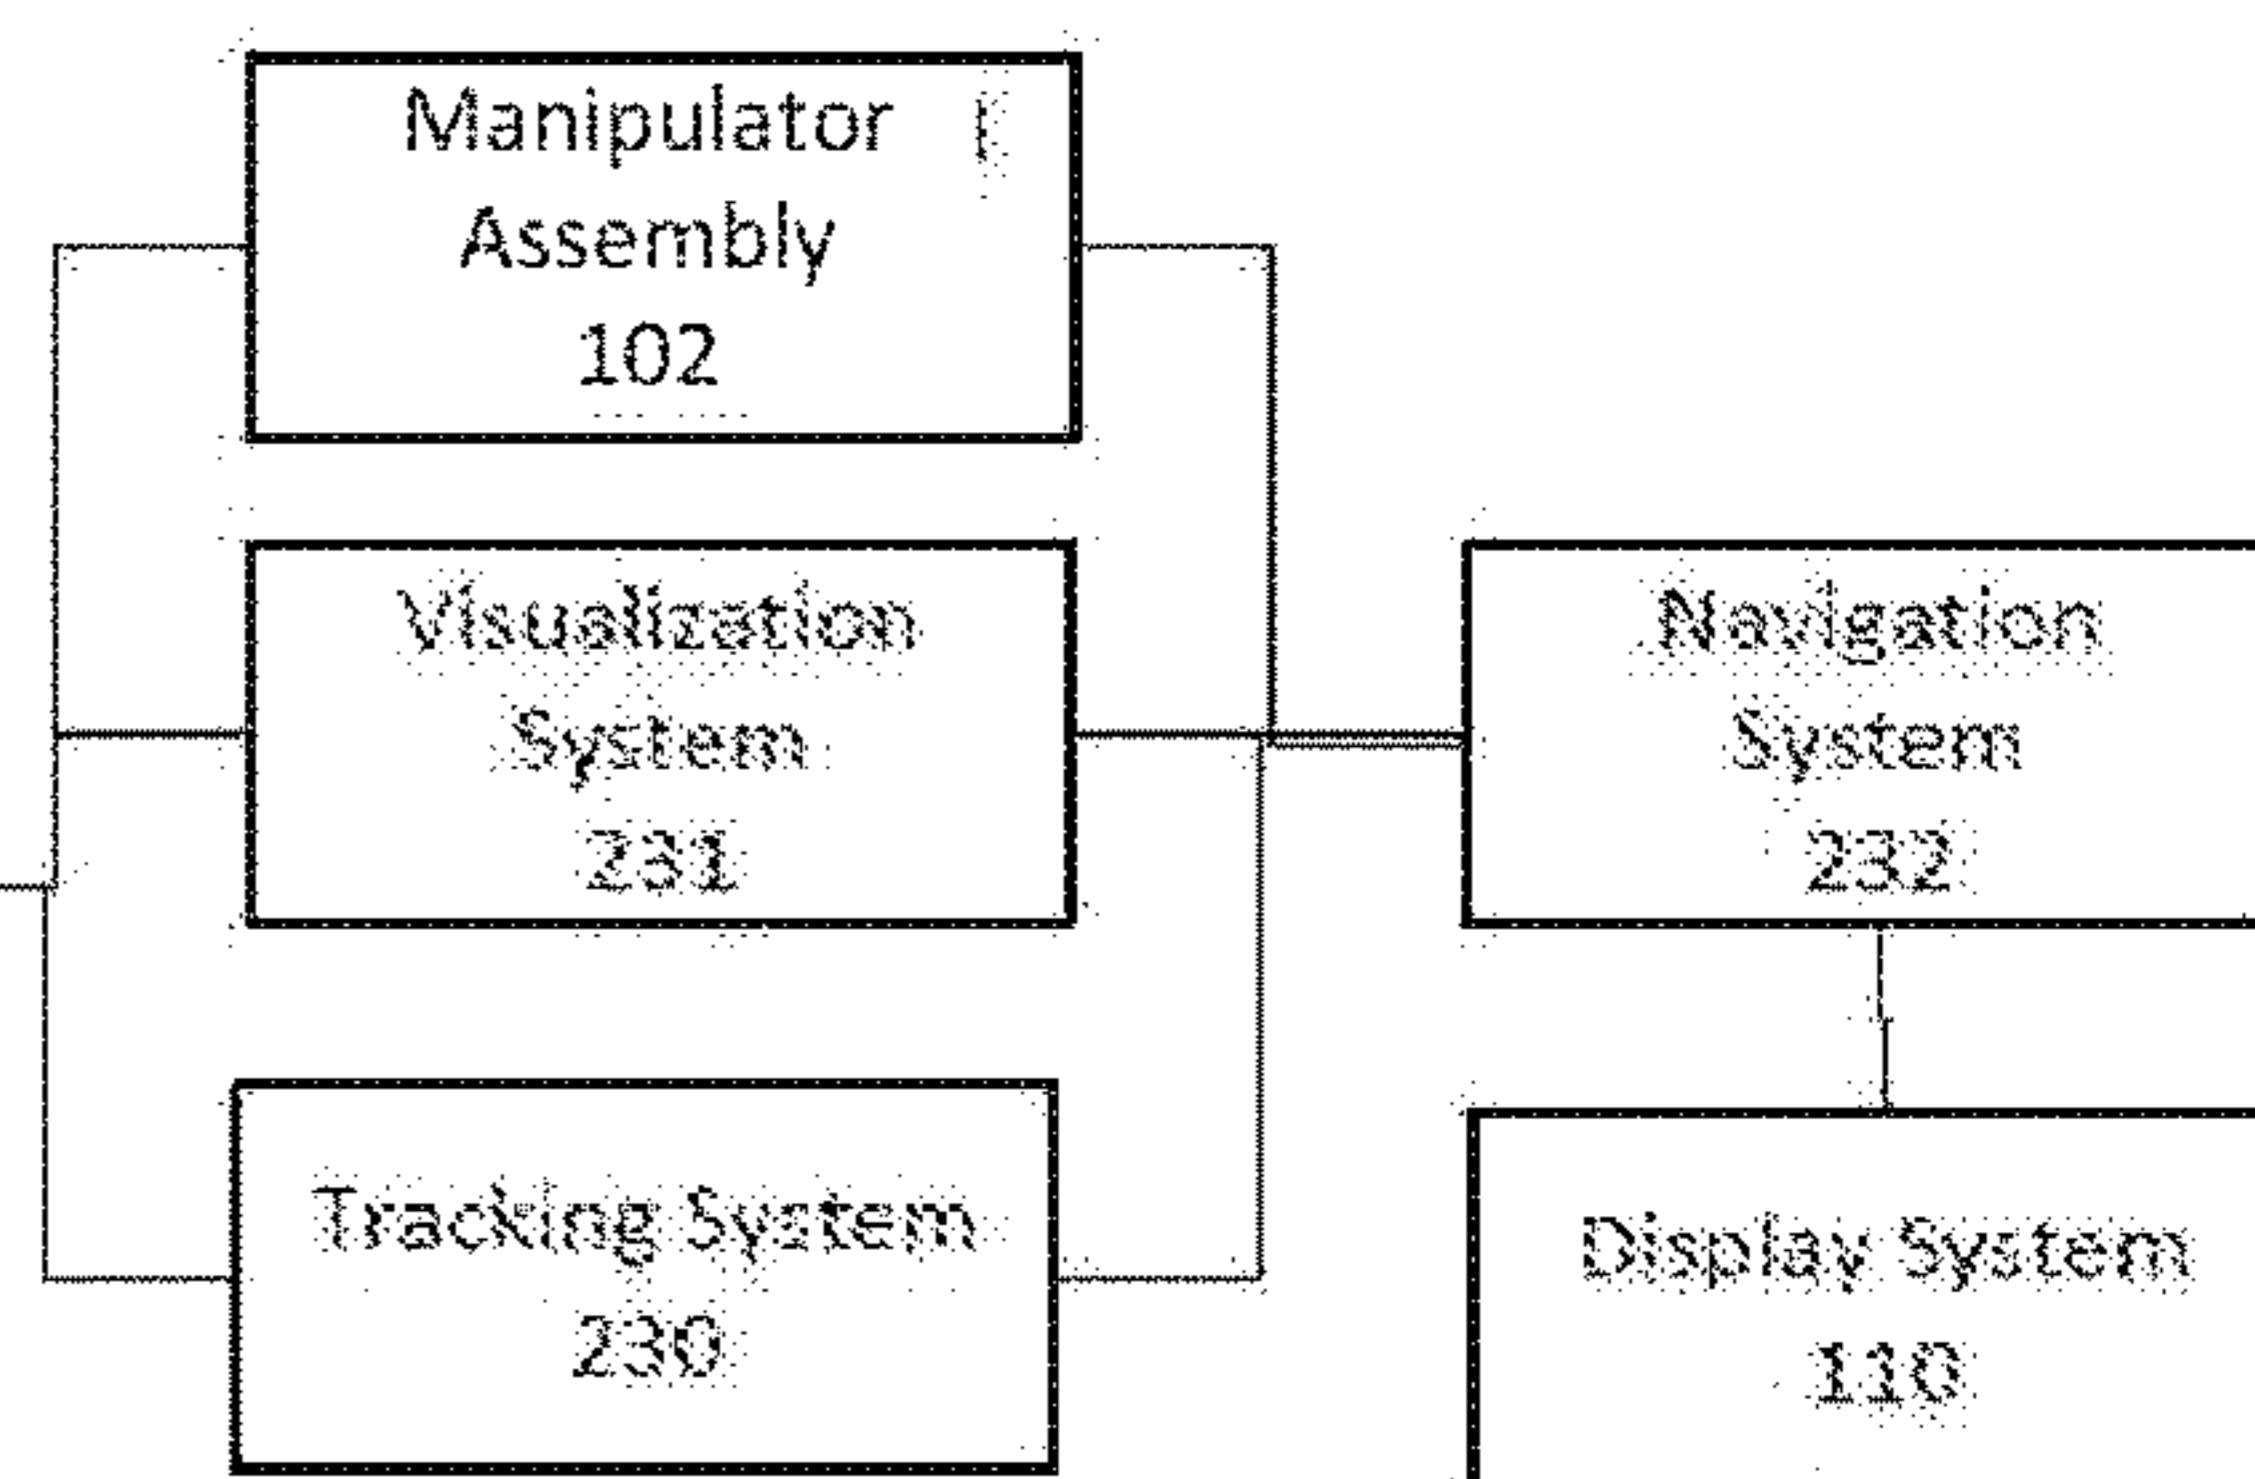 Manipulator
Assembly
102
Visualization
System
231
Navigation
System
232
Tracking System
230
Display System
110